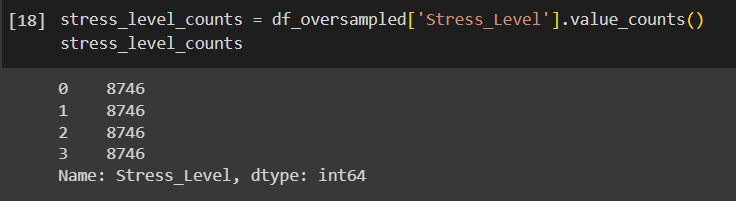 [18] stress_level_counts = df_oversampled['Stress_Level'].value_counts()
stress_level_counts
0    8746
1    8746
2    8746
3    8746
Name: Stress_Level, dtype: int64